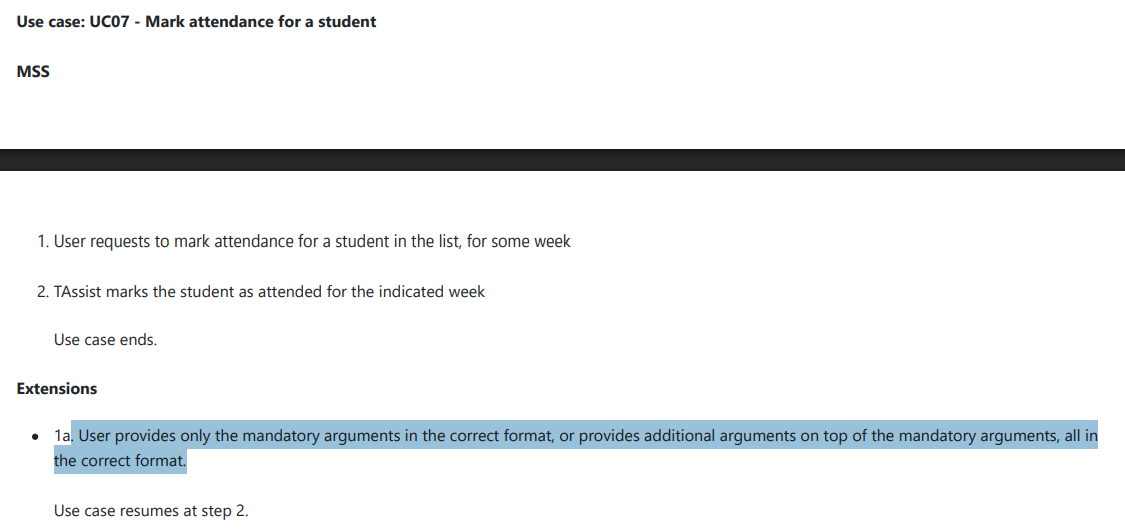 Use case: UC07 - Mark attendance for a student
MSS
1. User requests to mark attendance for a student in the list, for some week
2. TAssist marks the student as attended for the indicated week
Use case ends.
Extensions
• 1a. User provides only the mandatory arguments in the correct format, or provides additional arguments on top of the mandatory arguments, all in
the correct format.
Use case resumes at step 2.